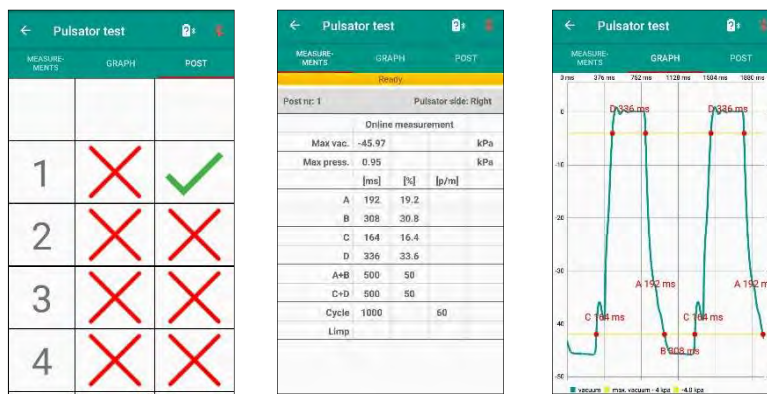 Pulsator test
MEASURE-
MENTS
GRAPH
POST
1
2
3
4
Pulsator test
MEASURE-
MENTS
GRAPH
POST
Ready
Post nr: 1 Pulsator side: Right
Online measurement
Max vac. -45.97 kPa
Max press. 0.95 kPa
[ms] [%] [p/m]
A 192 19.2
B 308 30.8
C 164 16.4
D 336 33.6
A+B 500 50
C+D 500 50
Cycle 1000 60
Limp
Pulsator test
MEASURE-
MENTS
GRAPH
POST
3 ms 376 ms 752 ms 1128 ms 1504 ms 1880 ms
0
D 336 ms D 336 ms
-10
-20
-30
A 192 ms A 192 m
C 164 ms C 164 ms
-40
B 308 ms
-50
vacuum max. vacuum - 4 kpa -4.0 kpa